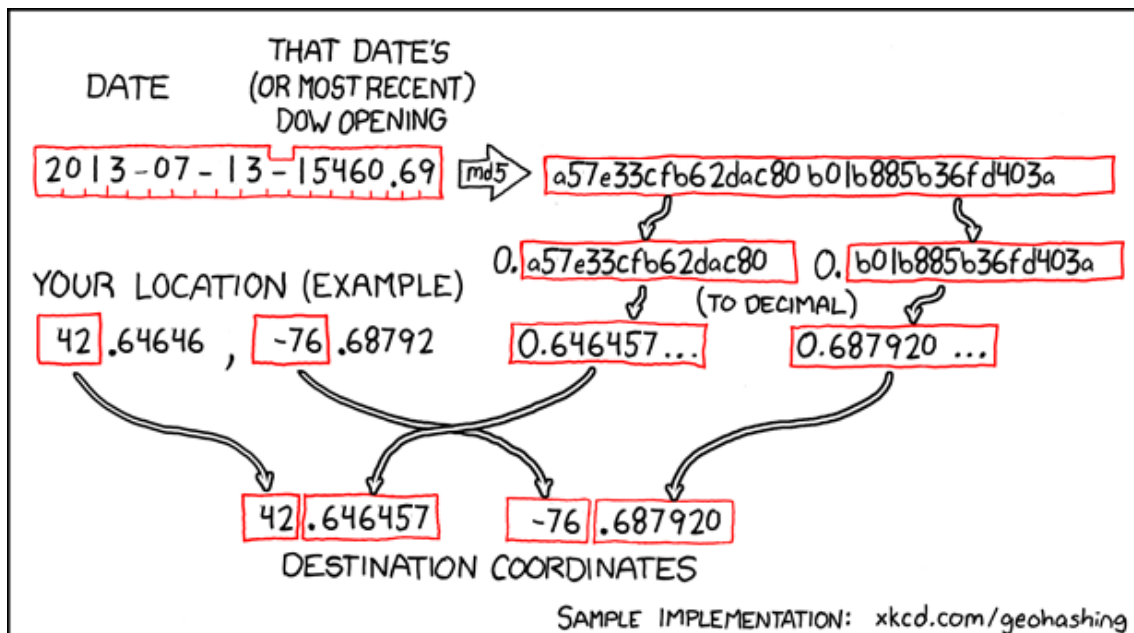 DATE
THAT DATE'S
(OR MOST RECENT)
DOW OPENING
2013-07-13-15460.69
md5
a57e33cfb62dac80b01b885b36fd403a
0.a57e33cfb62dac80
0.b01b885b36fd403a
YOUR LOCATION (EXAMPLE)
(TO DECIMAL)
42.64646, -76.68792
0.646457...
0.687920...
42.646457
-76.687920
DESTINATION COORDINATES
SAMPLE IMPLEMENTATION: xkcd.com/geohashing